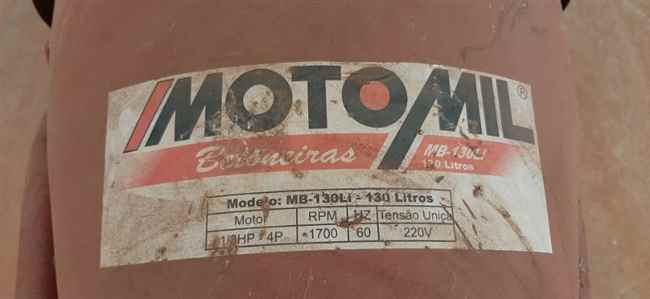 MOTOMIL®
Betoneiras MB-130Li
130 Litros
Modelo: MB-130Li - 130 Litros
Motor RPM HZ Tensão Única
4P 1700 60 220V